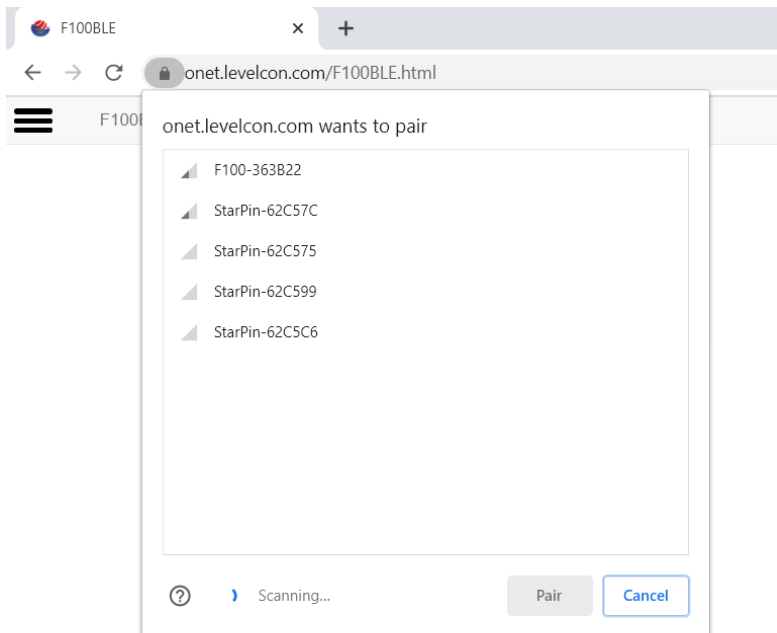 F100BLE
onet.levelcon.com/F100BLE.html
F100
onet.levelcon.com wants to pair
F100-363B22
StarPin-62C57C
StarPin-62C575
StarPin-62C599
StarPin-62C5C6
Scanning...
Pair
Cancel